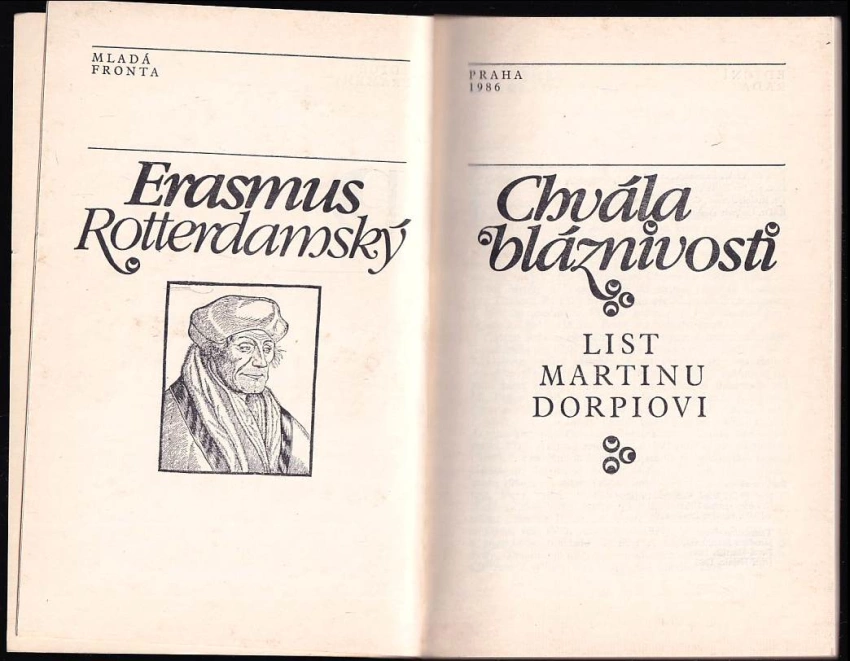 MLADÁ
FRONTA
Erasmus
Rotterdamský
PRAHA
1986
Chvála
bláznivosti
LIST
MARTINU
DORPIOVI